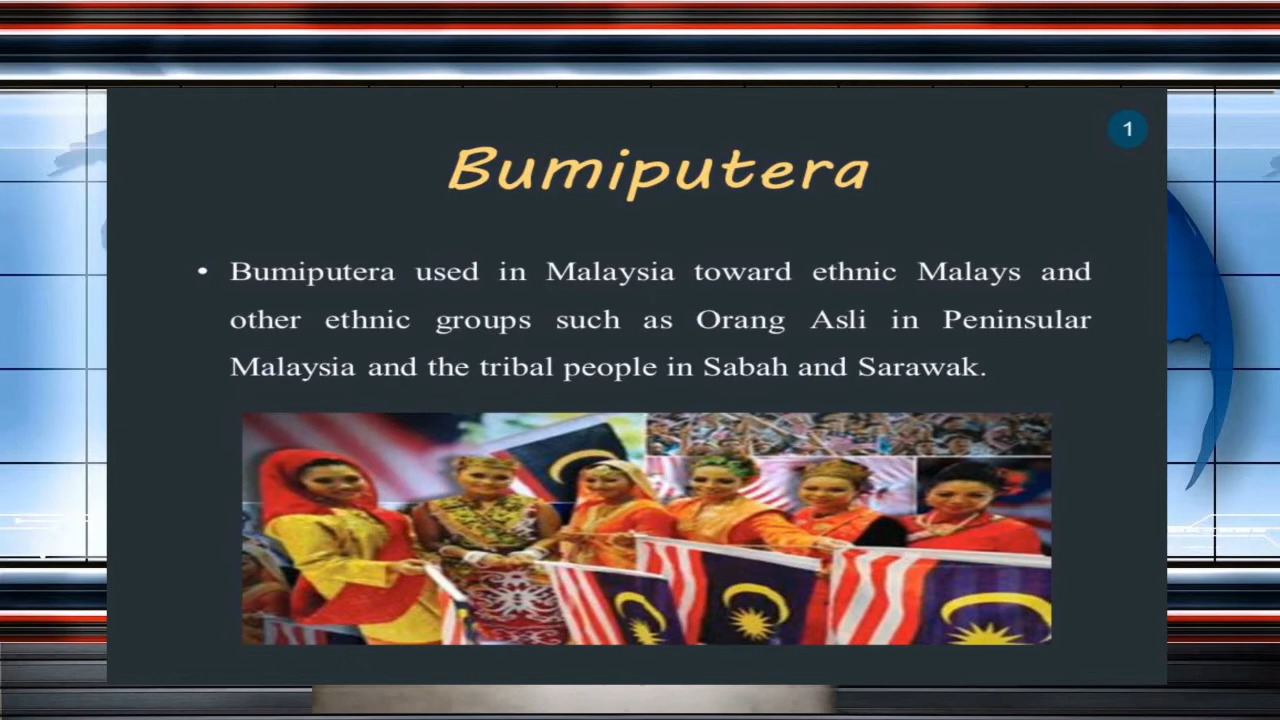 1
Bumiputera
• Bumiputera used in Malaysia toward ethnic Malays and
other ethnic groups such as Orang Asli in Peninsular
Malaysia and the tribal people in Sabah and Sarawak.